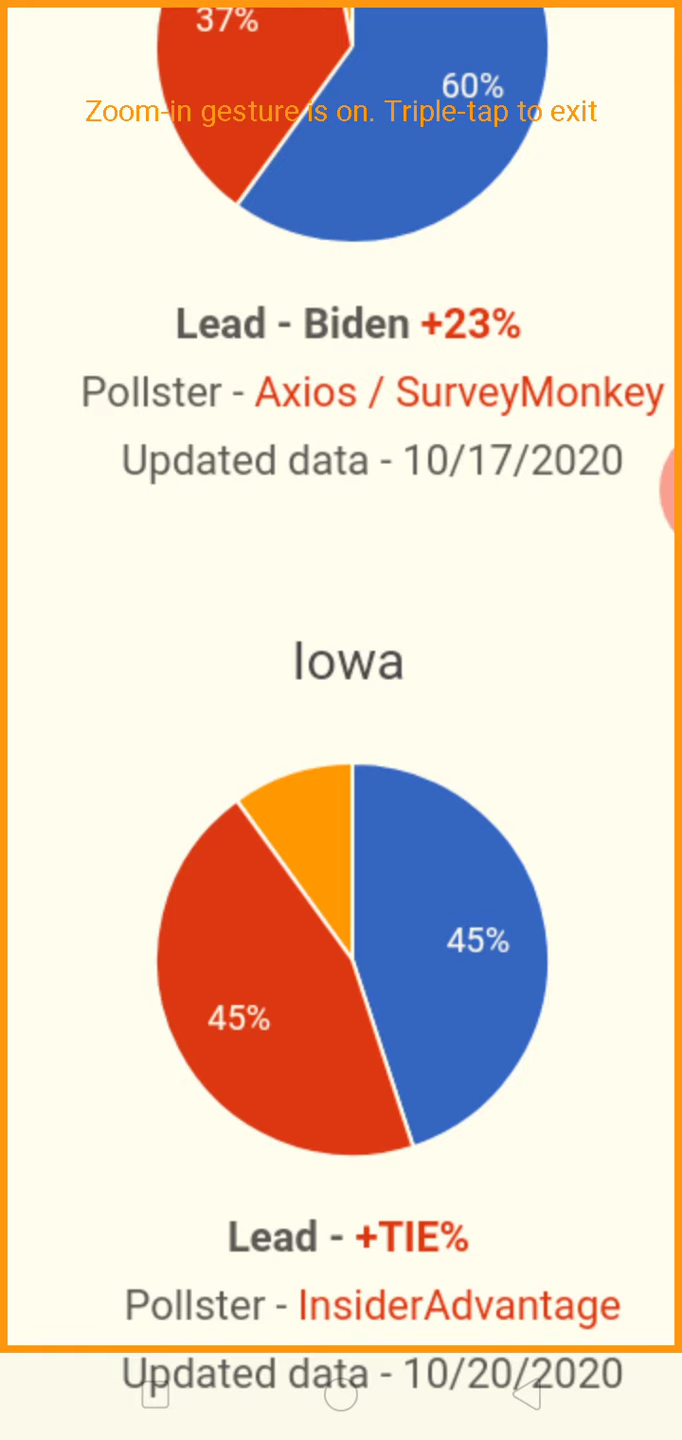 37%
60%
Zoom-in gesture is on. Triple-tap to exit
Lead - Biden +23%
Pollster - Axios / SurveyMonkey
Updated data - 10/17/2020
Iowa
45%
45%
Lead - +TIE%
Pollster - InsiderAdvantage
Updated data - 10/20/2020